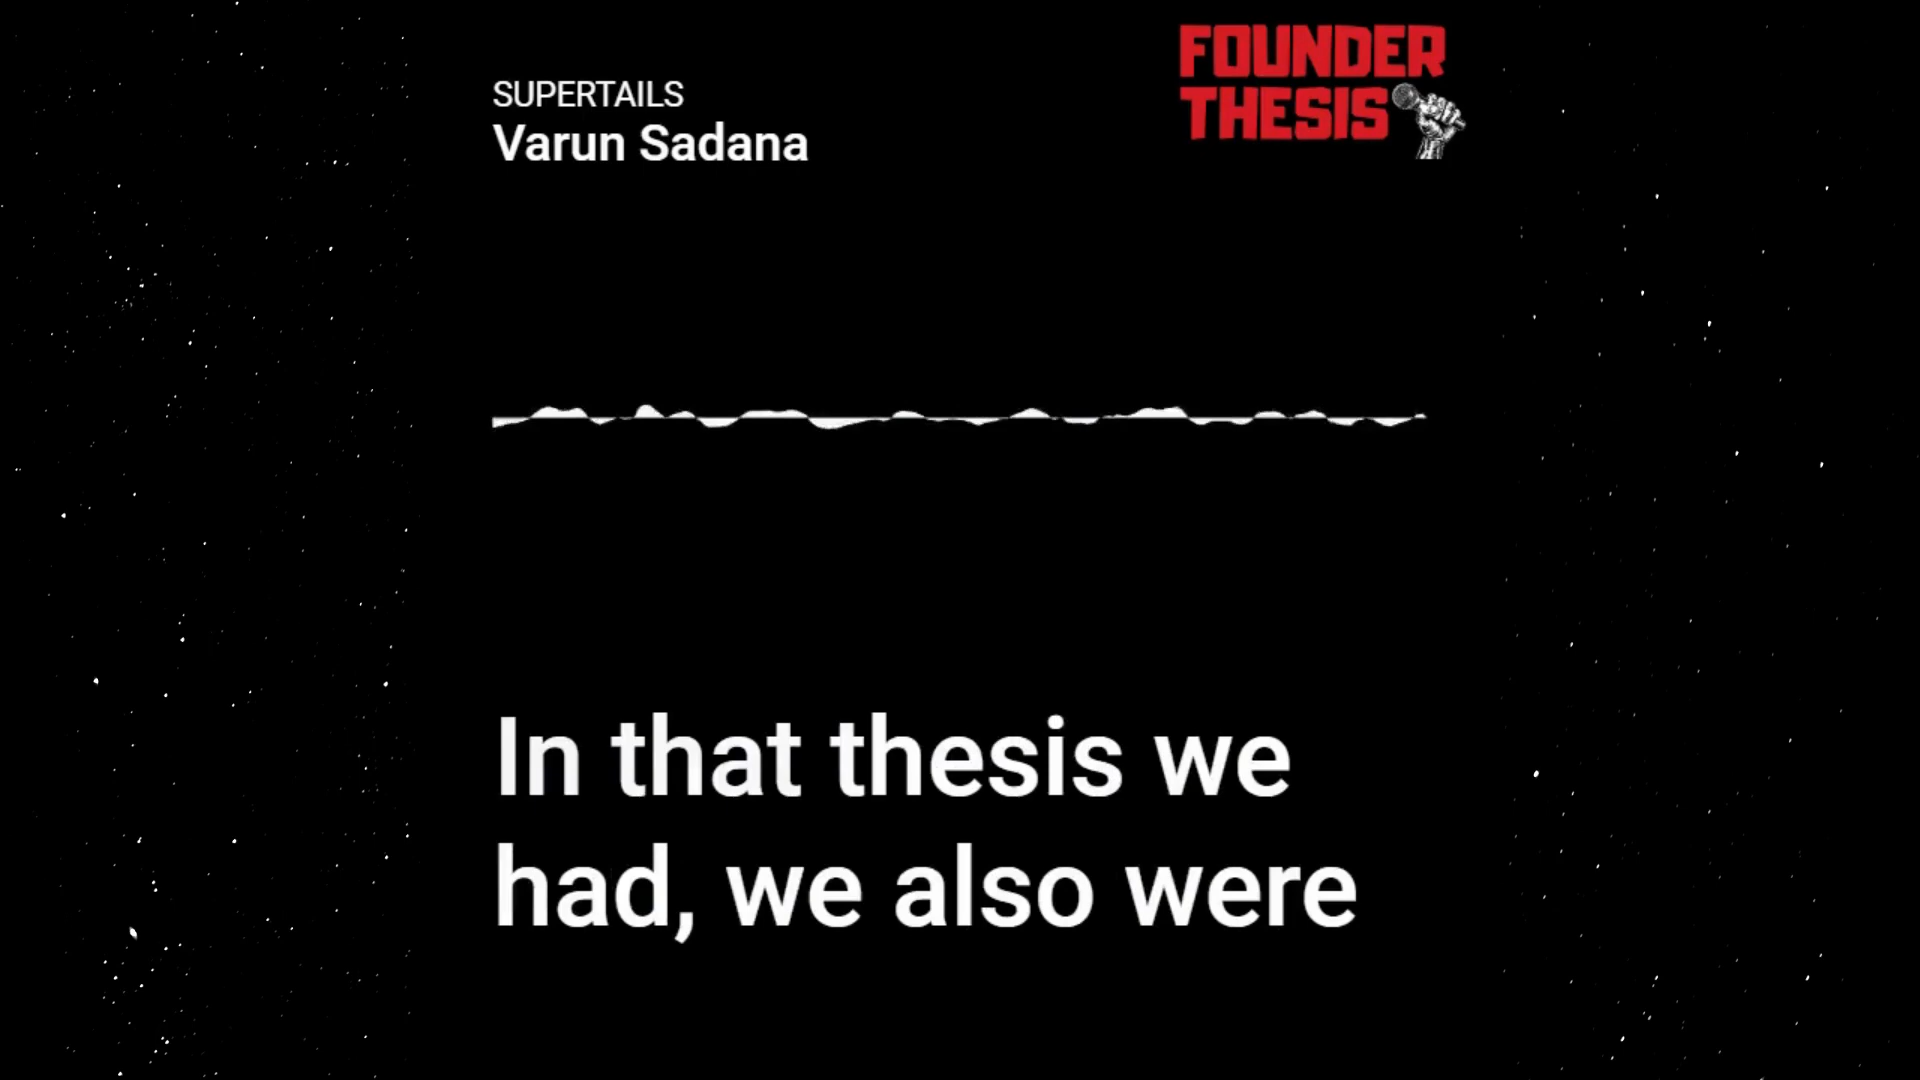 SUPERTAILS
Varun Sadana
FOUNDER
THESIS
In that thesis we
had, we also were